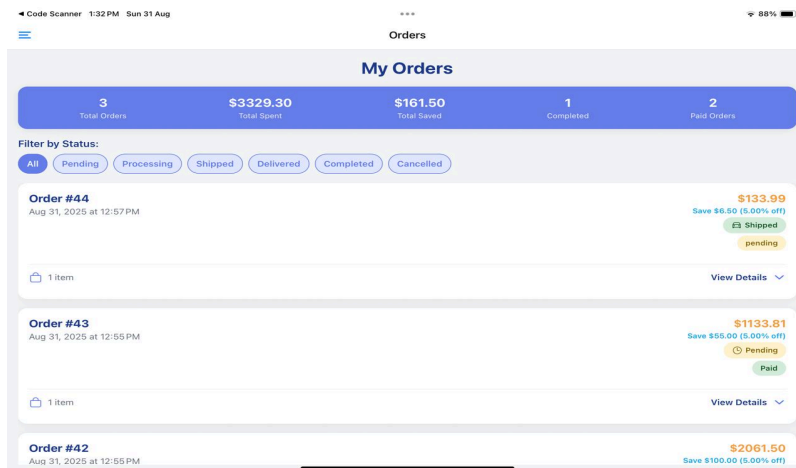 ◄ Code Scanner 1:32 PM Sun 31 Aug 88%
Orders
My Orders
3 $3329.30 $161.50 1 2
Total Orders Total Spent Total Saved Completed Paid Orders
Filter by Status:
All Pending Processing Shipped Delivered Completed Cancelled
Order #44 $133.99
Aug 31, 2025 at 12:57 PM Save $6.50 (5.00% off)
Shipped
pending
1 item View Details
Order #43 $1133.81
Aug 31, 2025 at 12:55 PM Save $55.00 (5.00% off)
Pending
Paid
1 item View Details
Order #42 $2061.50
Aug 31, 2025 at 12:55 PM Save $100.00 (5.00% off)